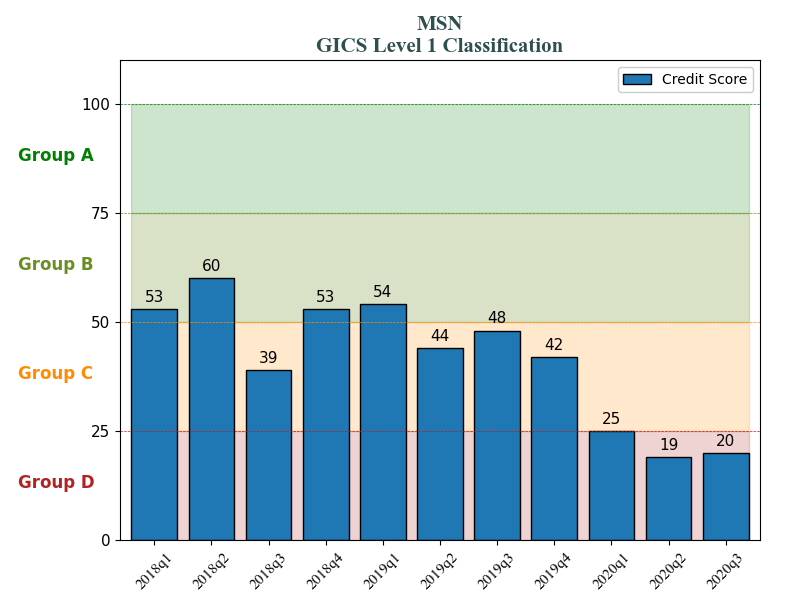 MSN
GICS Level 1 Classification
Credit Score
100
Group A
75
Group B
60
53
53
54
50
48
44
42
39
Group C
25
25
19
20
Group D
0
2018q1
2018q2
2018q3
2018q4
2019q1
2019q2
2019q3
2019q4
2020q1
2020q2
2020q3